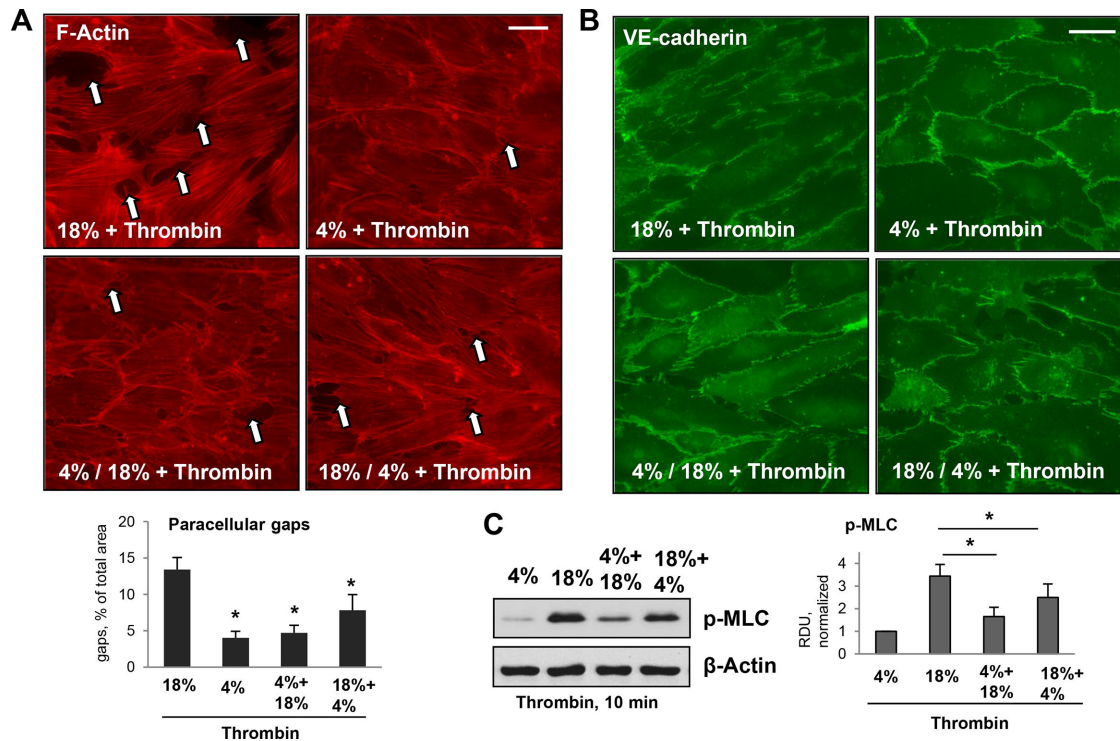 A
F-Actin
18% + Thrombin
4% + Thrombin
4% / 18% + Thrombin
18% / 4% + Thrombin
Paracellular gaps
gaps, % of total area
20
15
10
5
0
*
*
*
18%
4%
4%+
18%
18%+
4%
Thrombin
B
VE-cadherin
18% + Thrombin
4% + Thrombin
4% / 18% + Thrombin
18% / 4% + Thrombin
C
4%
18%
4%+
18%
18%+
4%
p-MLC
β-Actin
Thrombin, 10 min
p-MLC
RDU,
normalized
4
3
2
1
0
*
*
4%
18%
4%+
18%
18%+
4%
Thrombin